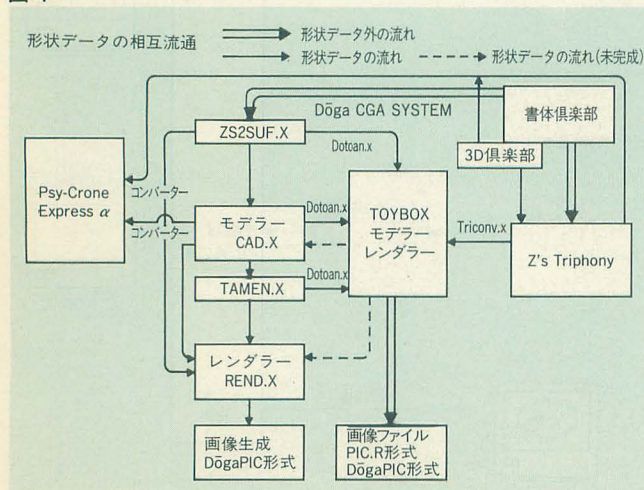 形状データの相互流通
形状データ外の流れ
形状データの流れ
形状データの流れ(未完成)
Dōga CGA SYSTEM
書体倶楽部
ZS2SUF.X
Dotoan.x
3D倶楽部
Psy-Crone
Express α
コンバーター
コンバーター
モデラー
CAD.X
Dotoan.x
TOYBOX
モデラー
レンダラー
Triconv.x
Z's Triphony
TAMEN.X
Dotoan.x
レンダラー
REND.X
画像生成
DōgaPIC形式
画像ファイル
PIC.R形式
DōgaPIC形式